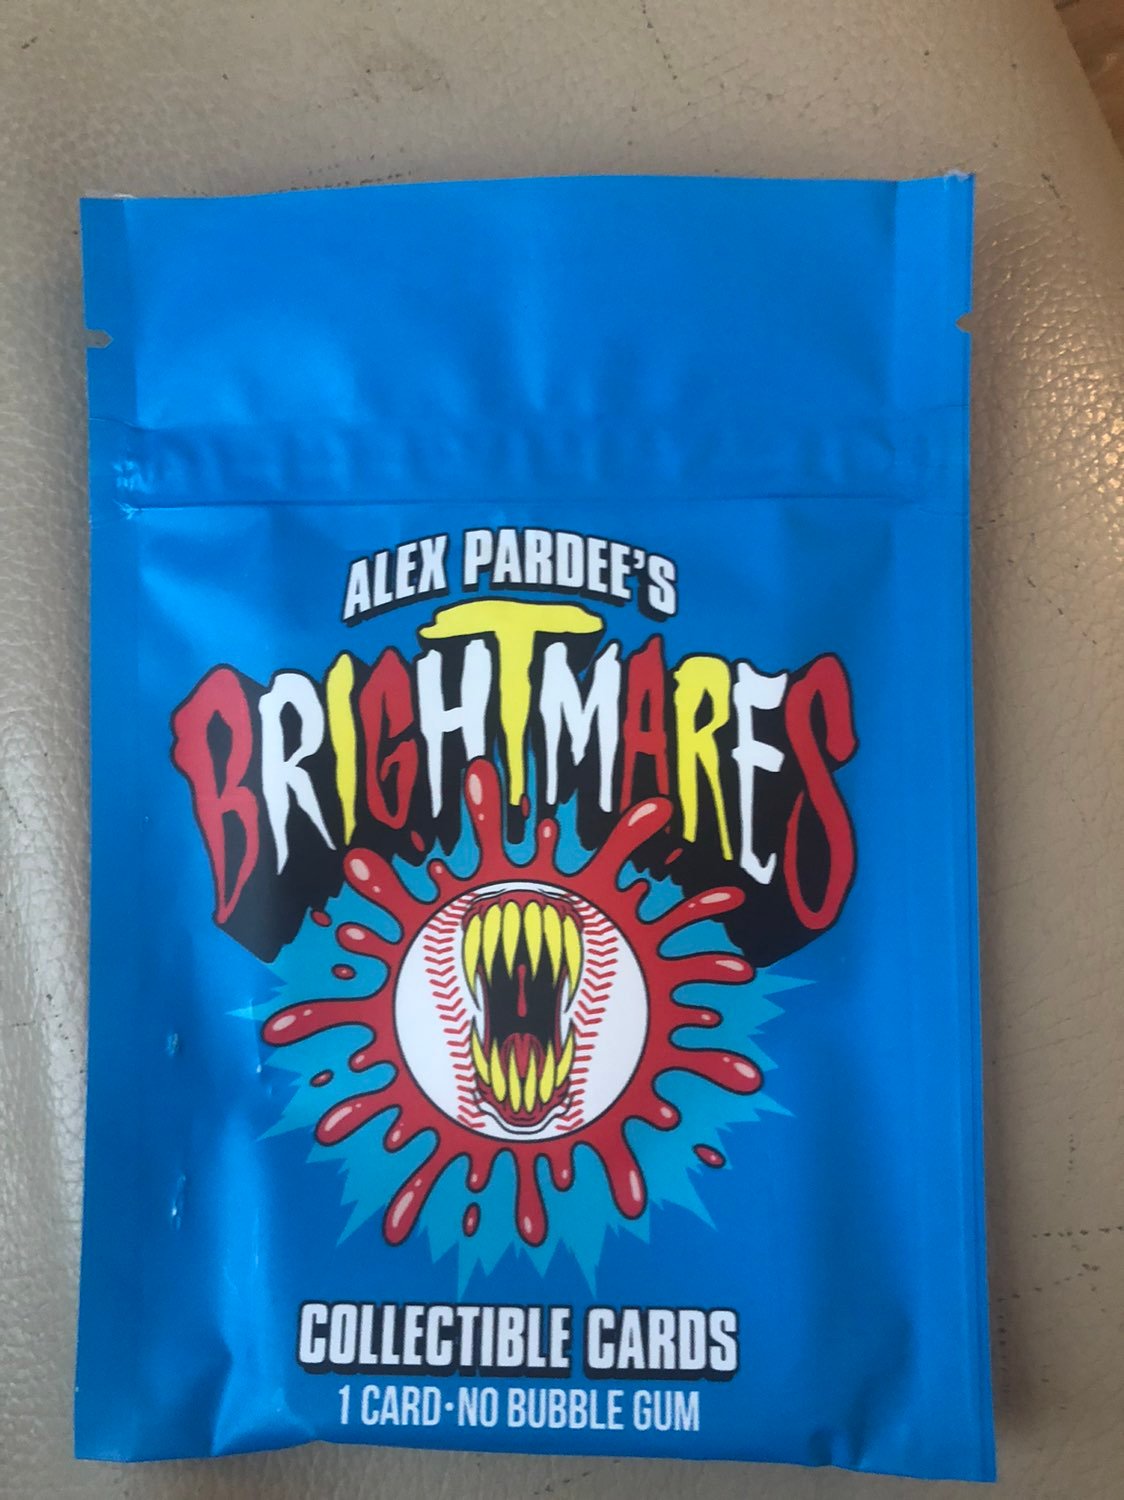 ALEX PARDEE'S
BRIGHTMARES
COLLECTIBLE CARDS
1 CARD·NO BUBBLE GUM